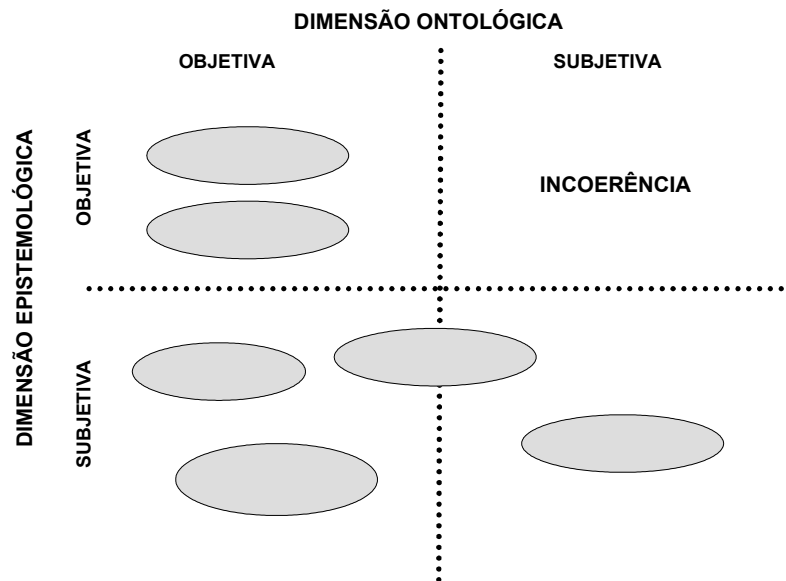 DIMENSÃO ONTOLÓGICA
OBJETIVA
SUBJETIVA
DIMENSÃO EPISTEMOLÓGICA
OBJETIVA
INCOERÊNCIA
SUBJETIVA